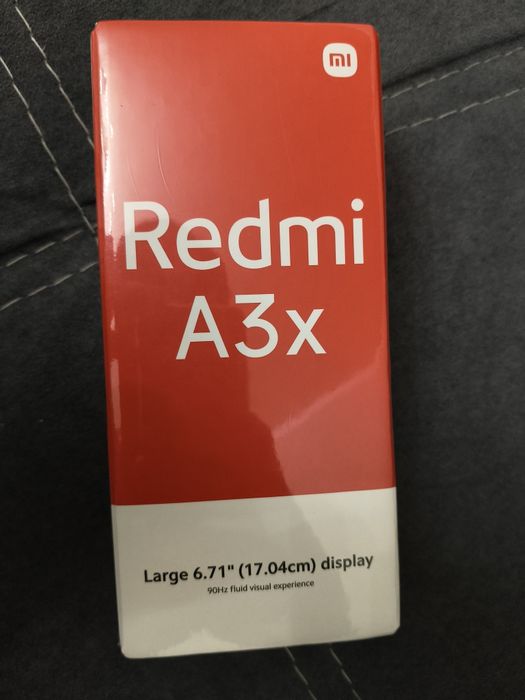 mi
Redmi
A3x
Large 6.71" (17.04cm) display
90Hz fluid visual experience